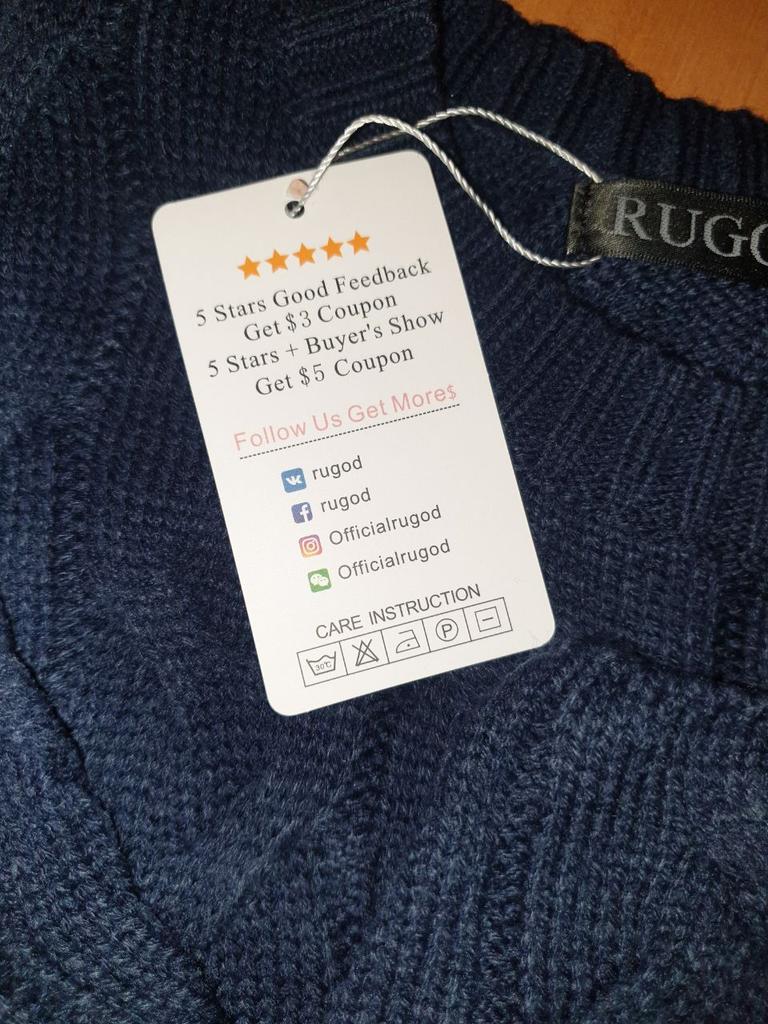 RUGO
5 Stars Good Feedback
Get $3 Coupon
5 Stars + Buyer's Show
Get $5 Coupon
Follow Us Get More$
rugod
rugod
Officialrugod
Officialrugod
CARE INSTRUCTION
30℃
P